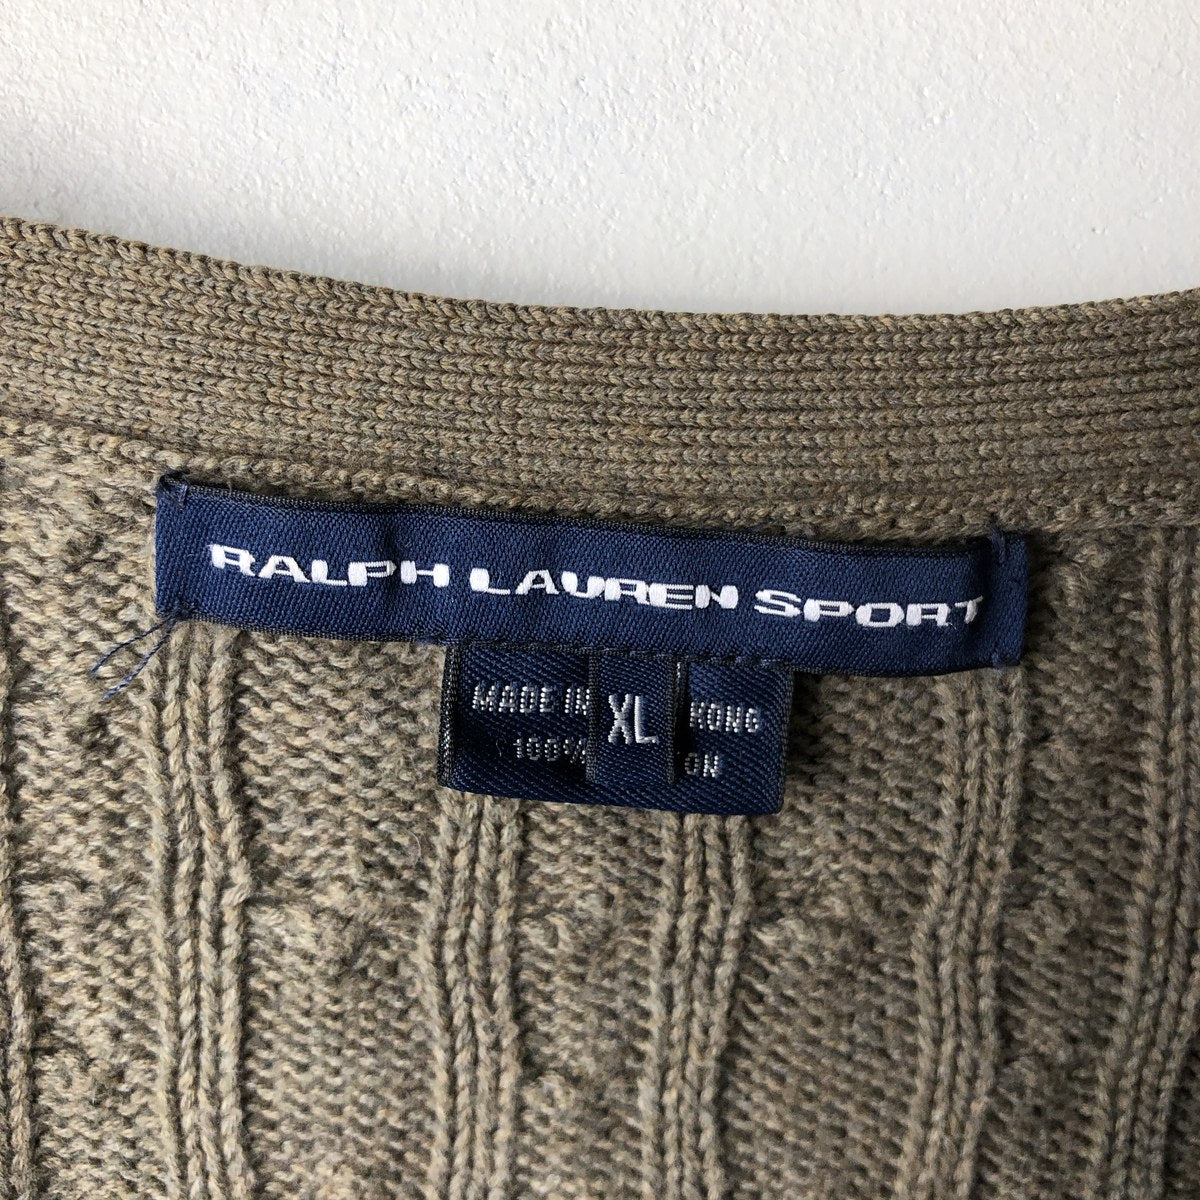 RALPH LAUREN SPORT
MADE IN KONG
XL
100% ON